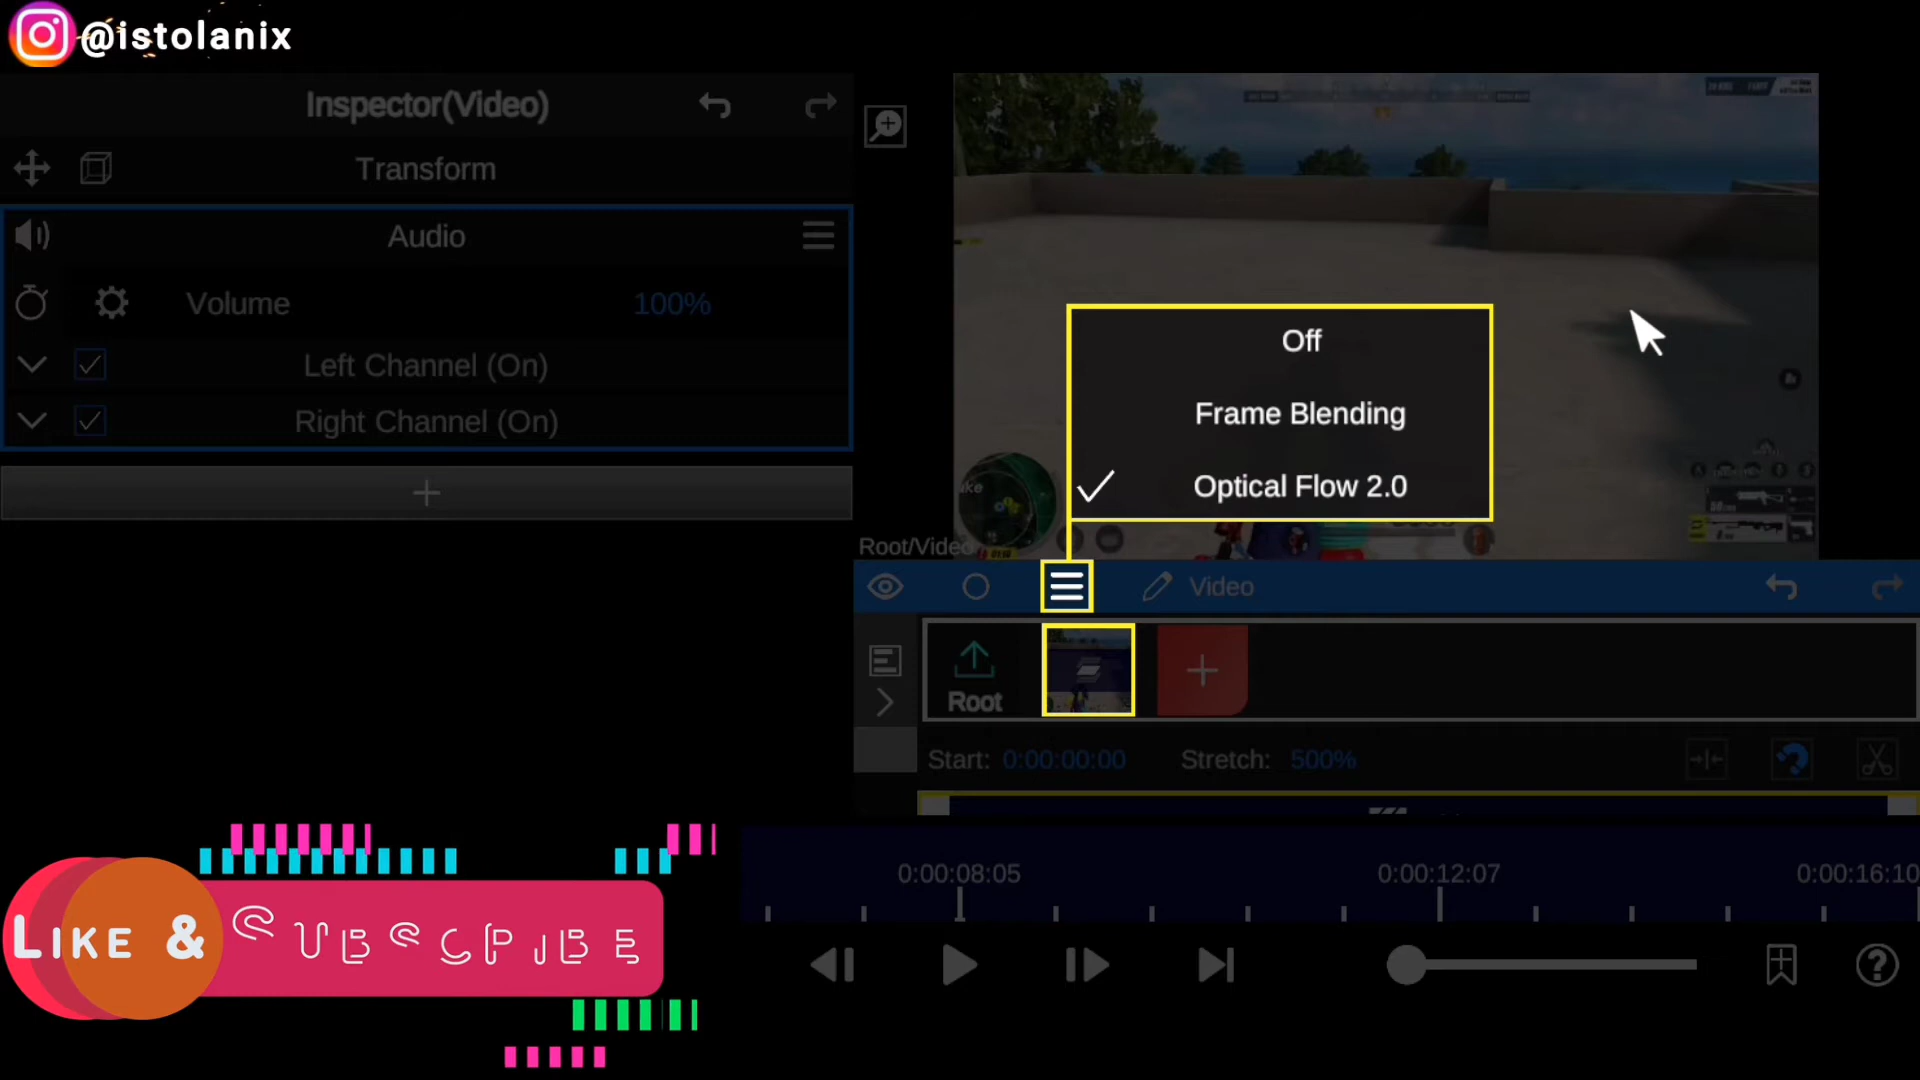 @istolanix
Inspector(Video)
Transform
Audio
Volume 100%
Left Channel (On)
Right Channel (On)
Off
Frame Blending
Optical Flow 2.0
Root/Video
Video
Root
Start: 0:00:00:00 Stretch: 500%
0:00:08:05 0:00:12:07 0:00:16:10
LIKE & SUBSCRIBE